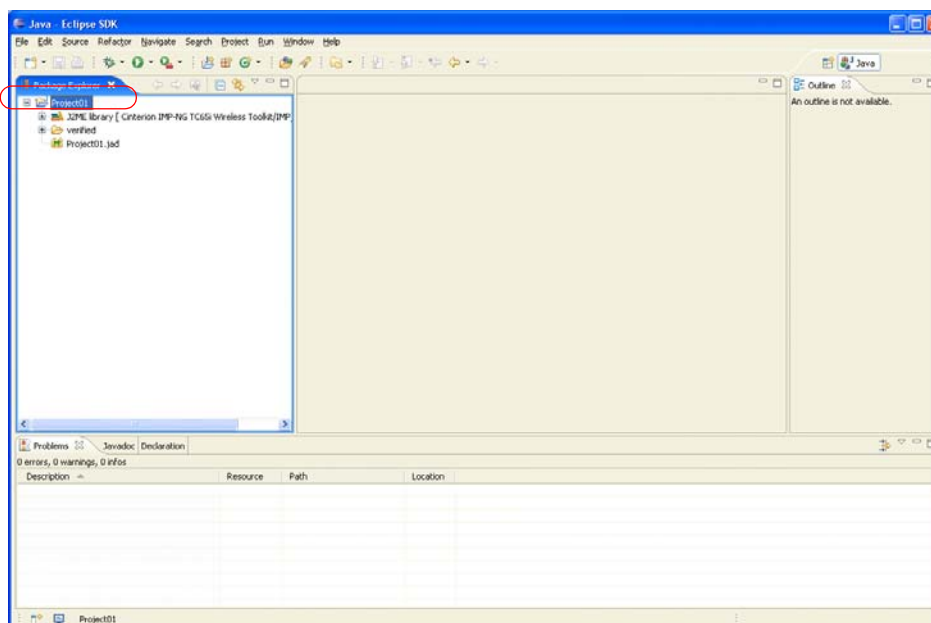 Java - Eclipse SDK
File Edit Source Refactor Navigate Search Project Run Window Help
Java
Package Explorer
Outline
Project01
An outline is not available.
J2ME library [ Cinterion IMP-NG TC65i Wireless Toolkit/IMP_
verified
Project01.jad
Problems Javadoc Declaration
0 errors, 0 warnings, 0 infos
Description Resource Path Location
Project01